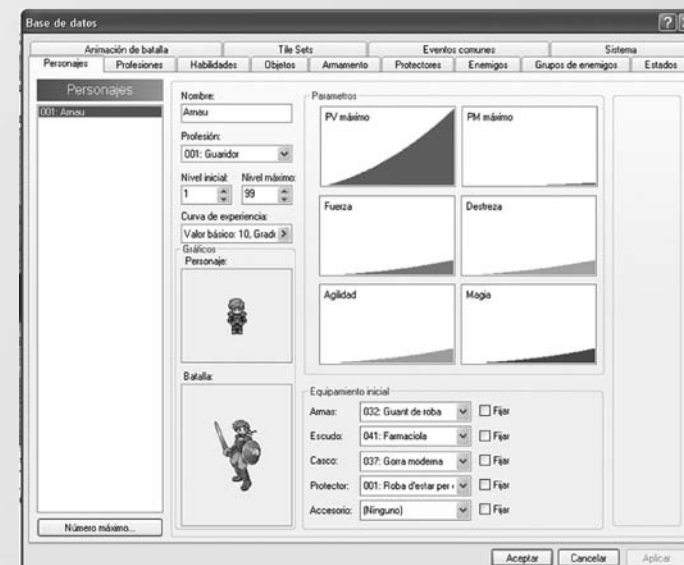 Base de datos
Animación de batalla Tile Sets Eventos comunes Sistema
Personajes Profesiones Habilidades Objetos Armamento Protectores Enemigos Grupos de enemigos Estados
Personajes
001: Arnau
Número máximo...
Nombre:
Arnau
Profesión:
001: Guaridor
Nivel inicial: Nivel máximo:
1 99
Curva de experiencia:
Valor básico: 10, Grad
Gráficos
Personaje:
Batalla:
Parametros
PV máximo PM máximo
Fuerza Destreza
Agilidad Magia
Equipamiento inicial
Armas: 032: Guant de roba Fijar
Escudo: 041: Farmaciola Fijar
Casco: 037: Gorra moderna Fijar
Protector: 001: Roba d'estar per Fijar
Accesorio: (Ninguno) Fijar
Aceptar Cancelar Aplicar